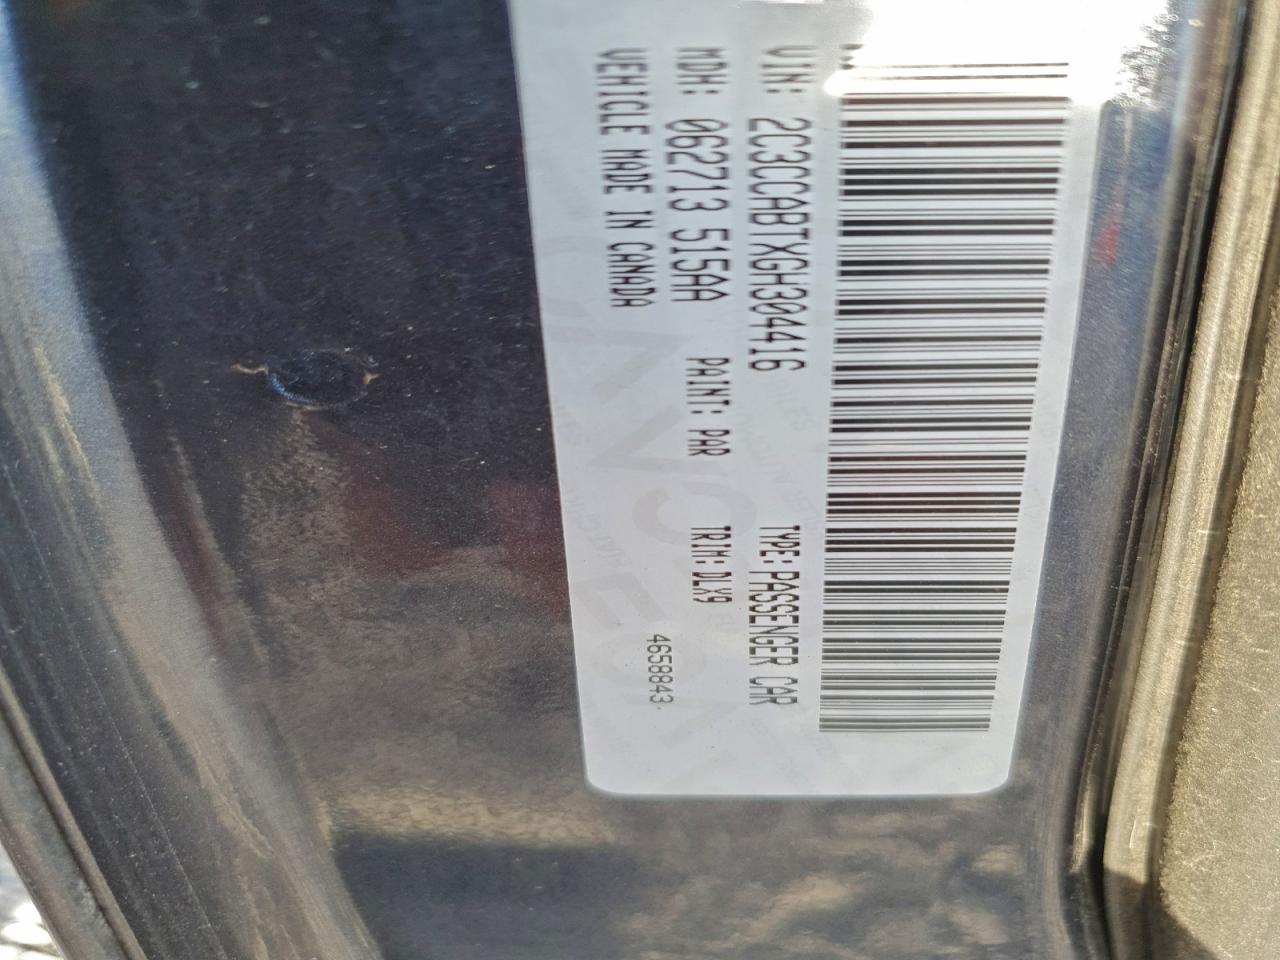 VIN: 2C3CCABTXGH304416
TYPE: PASSENGER CAR
MDH: 062713 515AA
PAINT: PAR
TRIM: DLX9
VEHICLE MADE IN CANADA
4658843